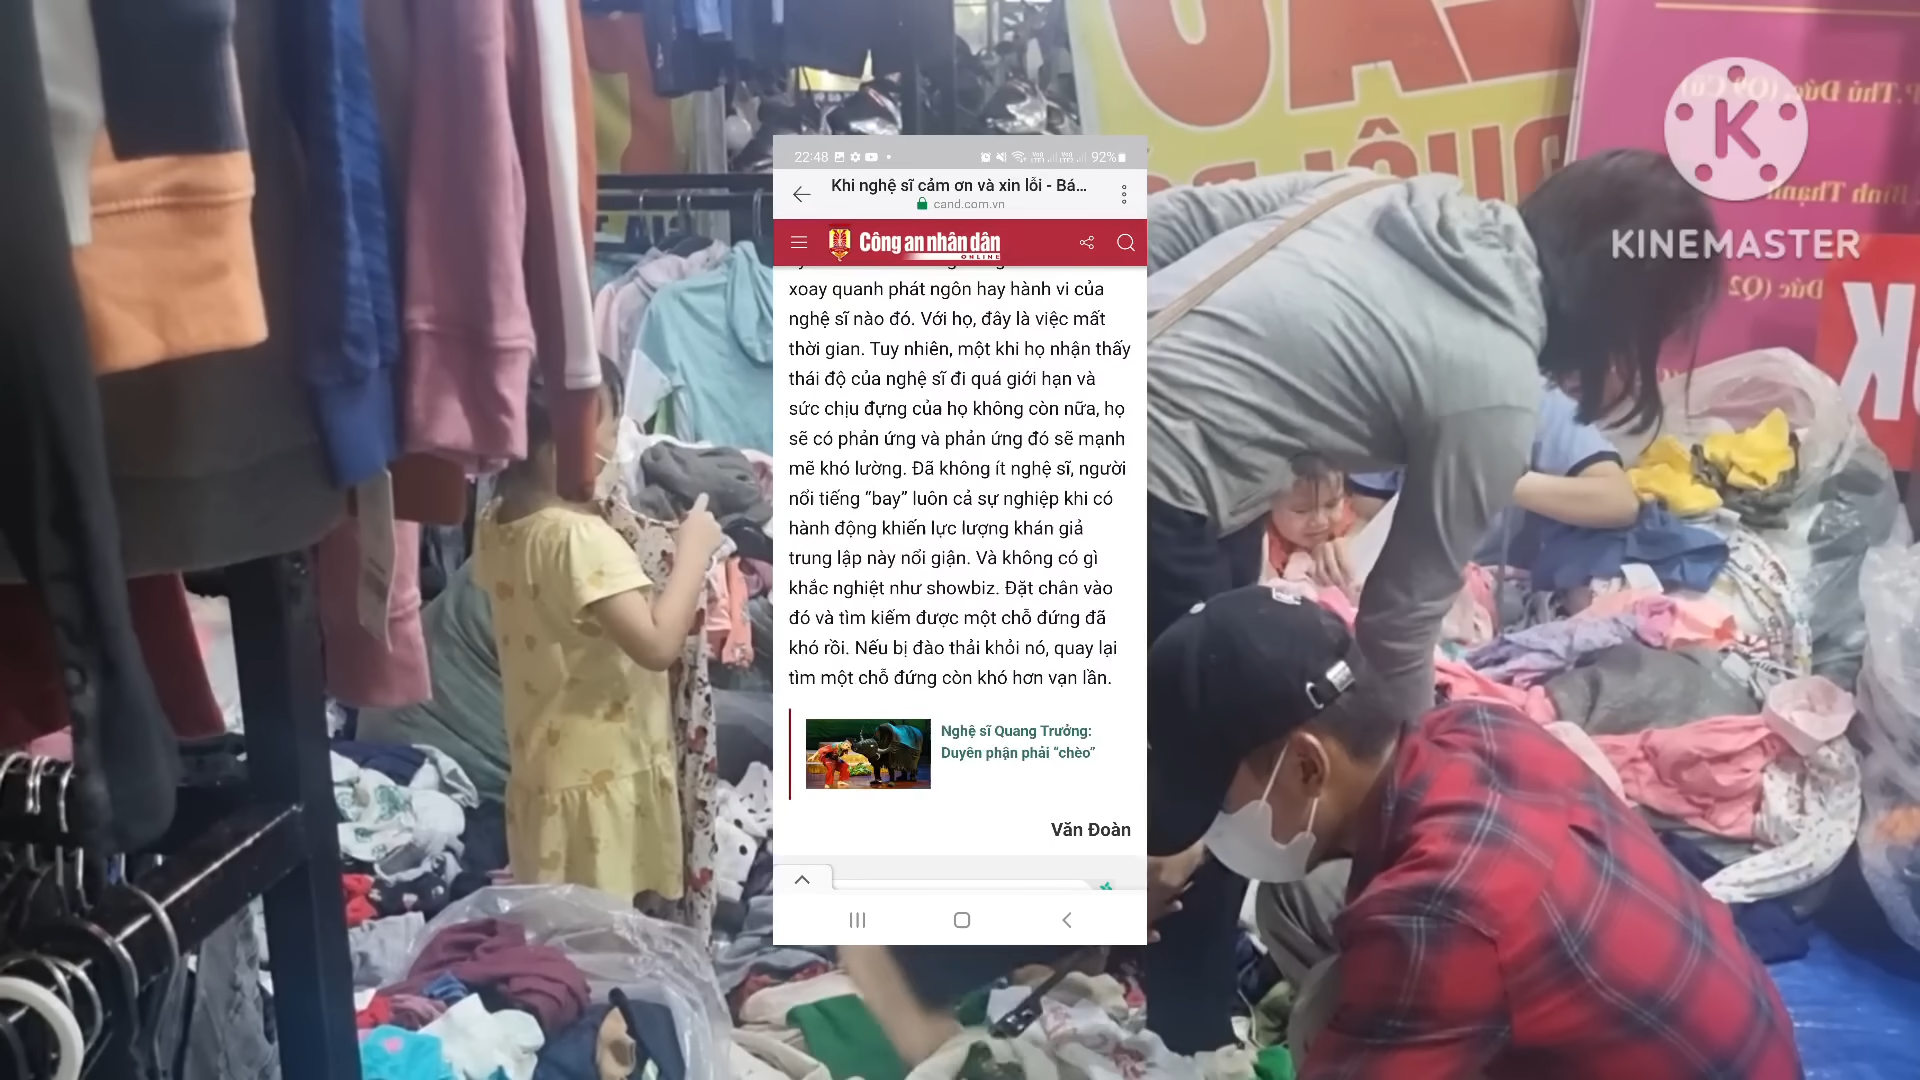 22:48
92%
Khi nghệ sĩ cảm ơn và xin lỗi - Bá...
cand.com.vn
Công an nhân dân
ONLINE
xoay quanh phát ngôn hay hành vi của
nghệ sĩ nào đó. Với họ, đây là việc mất
thời gian. Tuy nhiên, một khi họ nhận thấy
thái độ của nghệ sĩ đi quá giới hạn và
sức chịu đựng của họ không còn nữa, họ
sẽ có phản ứng và phản ứng đó sẽ mạnh
mẽ khó lường. Đã không ít nghệ sĩ, người
nổi tiếng “bay” luôn cả sự nghiệp khi có
hành động khiến lực lượng khán giả
trung lập này nổi giận. Và không có gì
khắc nghiệt như showbiz. Đặt chân vào
đó và tìm kiếm được một chỗ đứng đã
khó rồi. Nếu bị đào thải khỏi nó, quay lại
tìm một chỗ đứng còn khó hơn vạn lần.
Nghệ sĩ Quang Trưởng:
Duyên phận phải “chèo”
Văn Đoàn
K
KINEMASTER
P.Thủ Đức, (Q9 Cũ)
Bình Thạnh
Đức (Q2